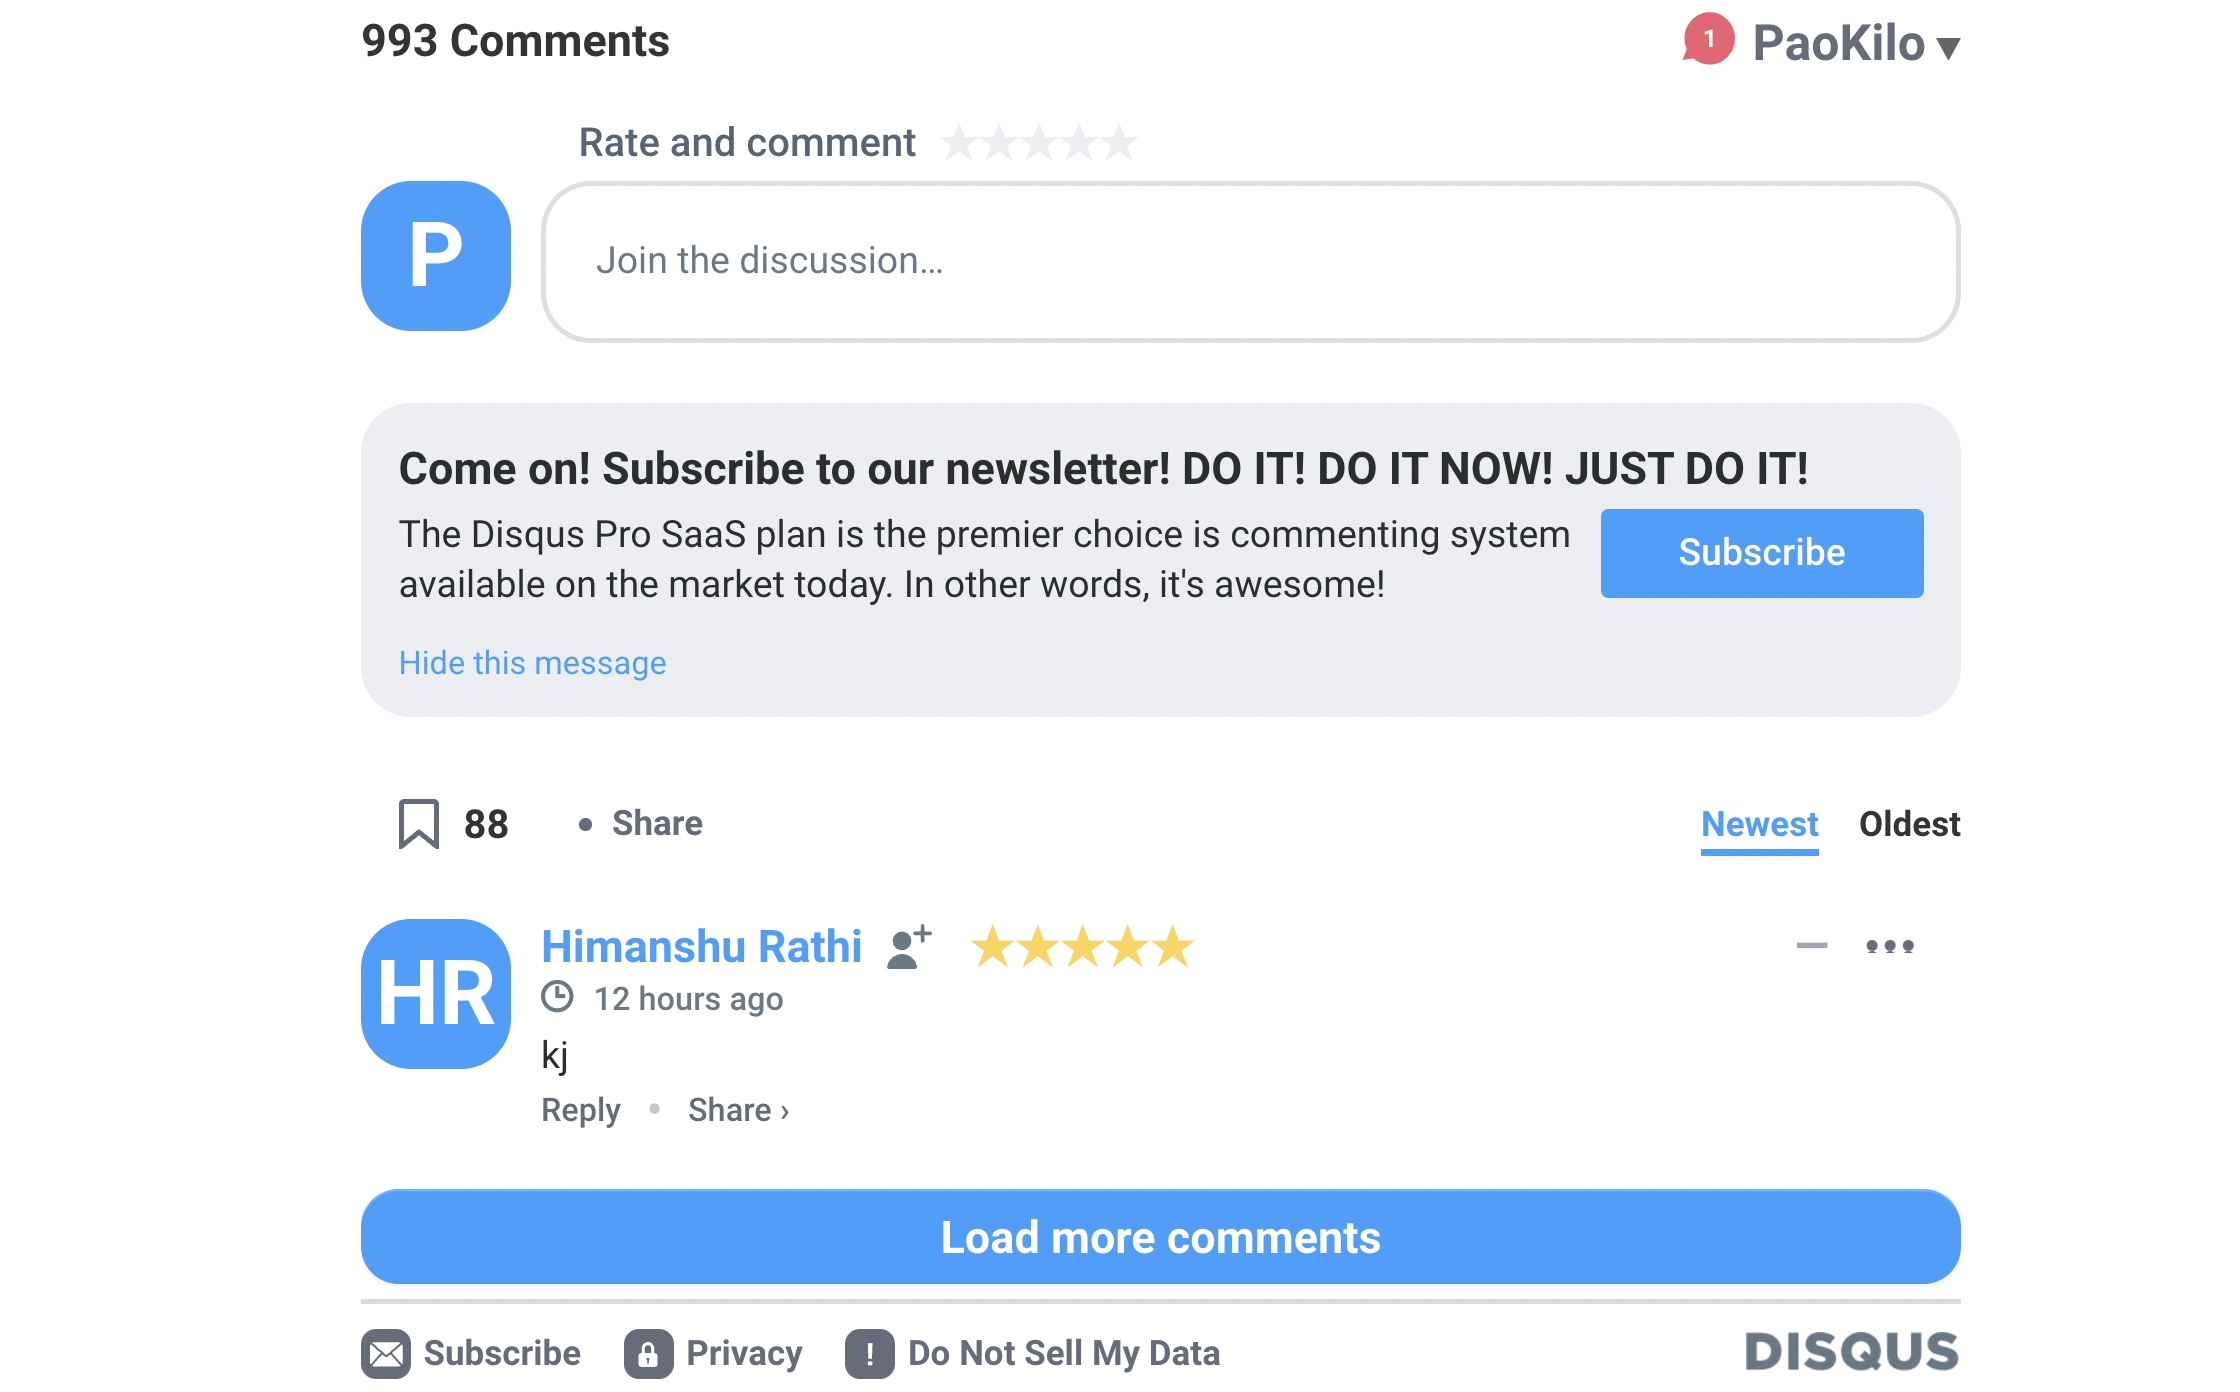 993 Comments
1 PaoKilo
Rate and comment
P
Join the discussion…
Come on! Subscribe to our newsletter! DO IT! DO IT NOW! JUST DO IT!
The Disqus Pro SaaS plan is the premier choice is commenting system
available on the market today. In other words, it's awesome!
Subscribe
Hide this message
88 • Share
Newest Oldest
HR
Himanshu Rathi
12 hours ago
kj
Reply • Share ›
Load more comments
Subscribe Privacy ! Do Not Sell My Data
DISQUS